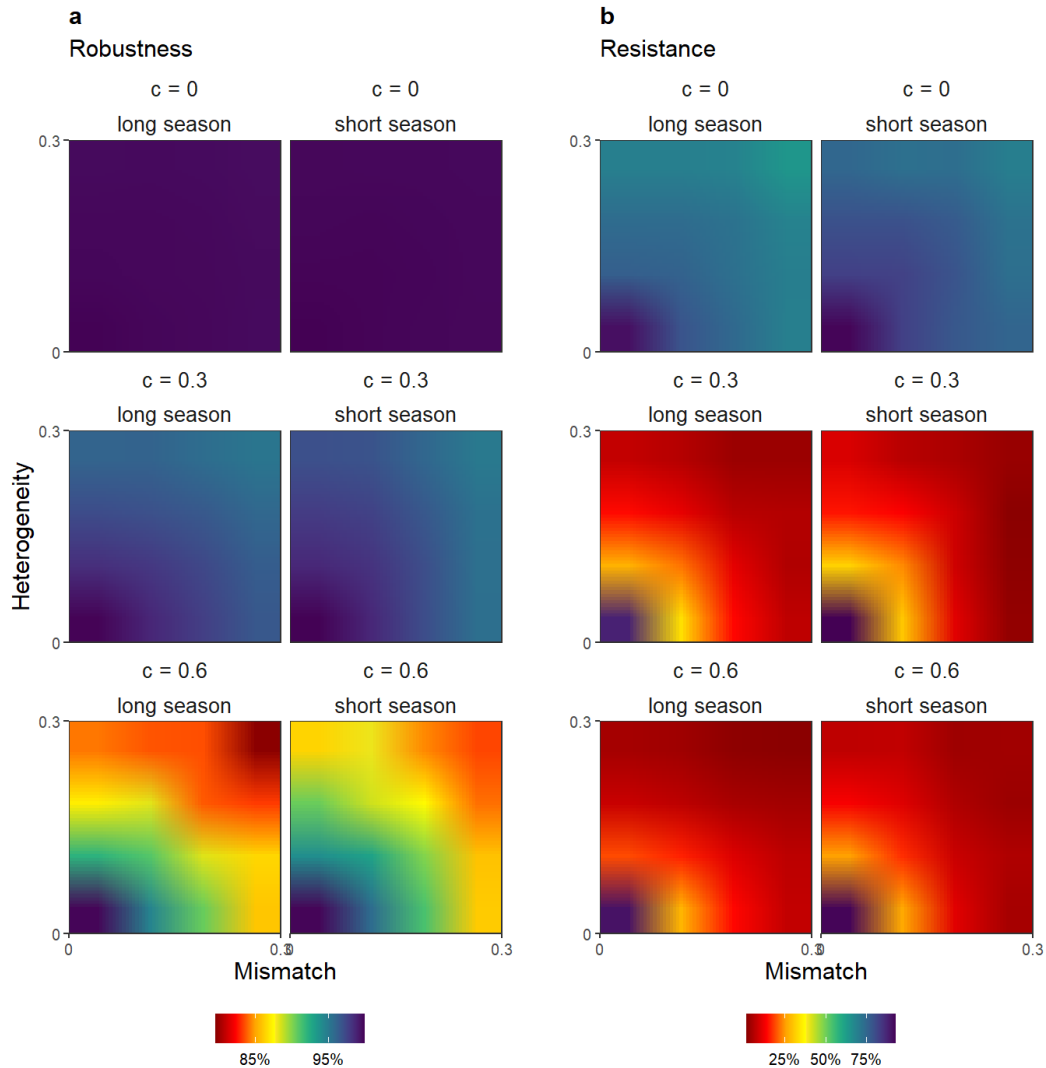 a
Robustness
c = 0
c = 0
long season
short season
0.3
0
c = 0.3
c = 0.3
long season
short season
0.3
0
Heterogeneity
c = 0.6
c = 0.6
long season
short season
0.3
0
0
0.3
0
0.3
Mismatch
85%
95%
b
Resistance
c = 0
c = 0
long season
short season
0.3
0
c = 0.3
c = 0.3
long season
short season
0.3
0
c = 0.6
c = 0.6
long season
short season
0.3
0
0
0.3
0
0.3
Mismatch
25%
50%
75%